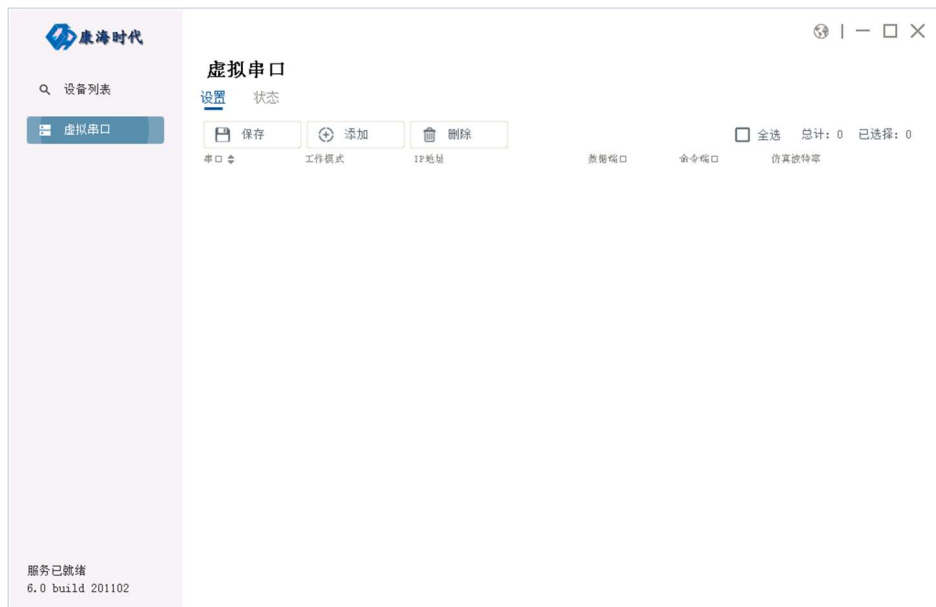 康海时代
设备列表
虚拟串口
虚拟串口
设置 状态
保存 添加 删除 全选 总计: 0 已选择: 0
串口 工作模式 IP地址 数据端口 命令端口 仿真波特率
服务已就绪
6.0 build 201102